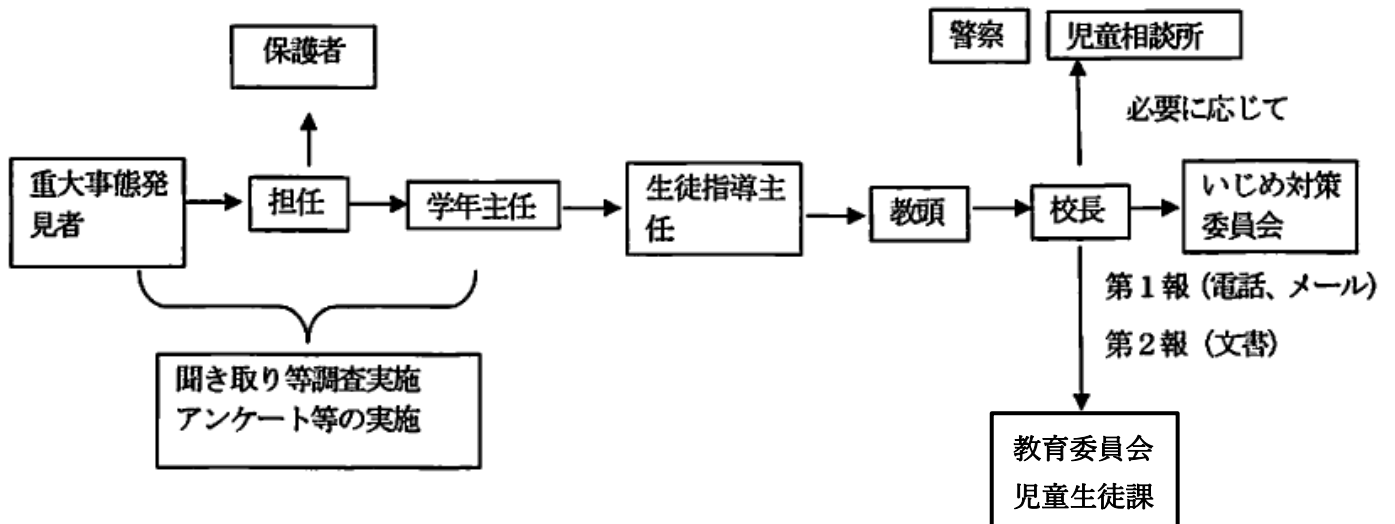 保護者
警察
児童相談所
必要に応じて
重大事態発
見者
担任
学年主任
生徒指導主
任
教頭
校長
いじめ対策
委員会
第1報(電話、メール)
第2報(文書)
聞き取り等調査実施
アンケート等の実施
教育委員会
児童生徒課